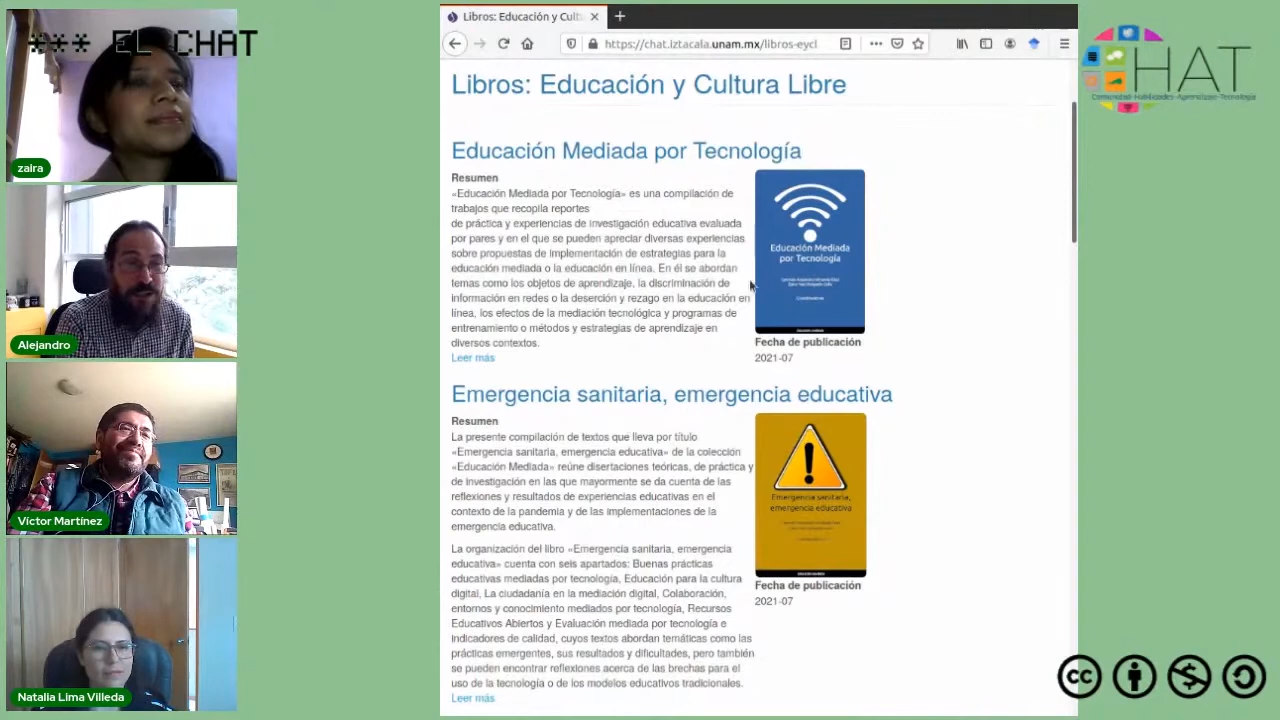 *** EL CHAT
zaira
Alejandro
Víctor Martínez
Natalia Lima Villeda
Libros: Educación y Cultu
https://chat.iztacala.unam.mx/libros-eycl
Libros: Educación y Cultura Libre
Educación Mediada por Tecnología
Resumen
«Educación Mediada por Tecnología» es una compilación de
trabajos que recopila reportes
de práctica y experiencias de investigación educativa evaluada
por pares y en el que se pueden apreciar diversas experiencias
sobre propuestas de implementación de estrategias para la
educación mediada o la educación en línea. En él se abordan
temas como los objetos de aprendizaje, la discriminación de
información en redes o la deserción y rezago en la educación en
línea, los efectos de la mediación tecnológica y programas de
entrenamiento o métodos y estrategias de aprendizaje en
diversos contextos.
Leer más
Educación Mediada
por Tecnología
Fecha de publicación
2021-07
Emergencia sanitaria, emergencia educativa
Resumen
La presente compilación de textos que lleva por título
«Emergencia sanitaria, emergencia educativa» de la colección
«Educación Mediada» reúne disertaciones teóricas, de práctica y
de investigación en las que mayormente se da cuenta de las
reflexiones y resultados de experiencias educativas en el
contexto de la pandemia y de las implementaciones de la
emergencia educativa.
La organización del libro «Emergencia sanitaria, emergencia
educativa» cuenta con seis apartados: Buenas prácticas
educativas mediadas por tecnología, Educación para la cultura
digital, La ciudadanía en la mediación digital, Colaboración,
entornos y conocimiento mediados por tecnología, Recursos
Educativos Abiertos y Evaluación mediada por tecnología e
indicadores de calidad, cuyos textos abordan temáticas como las
prácticas emergentes, sus resultados y dificultades, pero también
se pueden encontrar reflexiones acerca de las brechas para el
uso de la tecnología o de los modelos educativos tradicionales.
Leer más
Emergencia sanitaria,
emergencia educativa
Fecha de publicación
2021-07
CHAT
Comunidad-Habilidades-Aprendizaje-Tecnología
cc